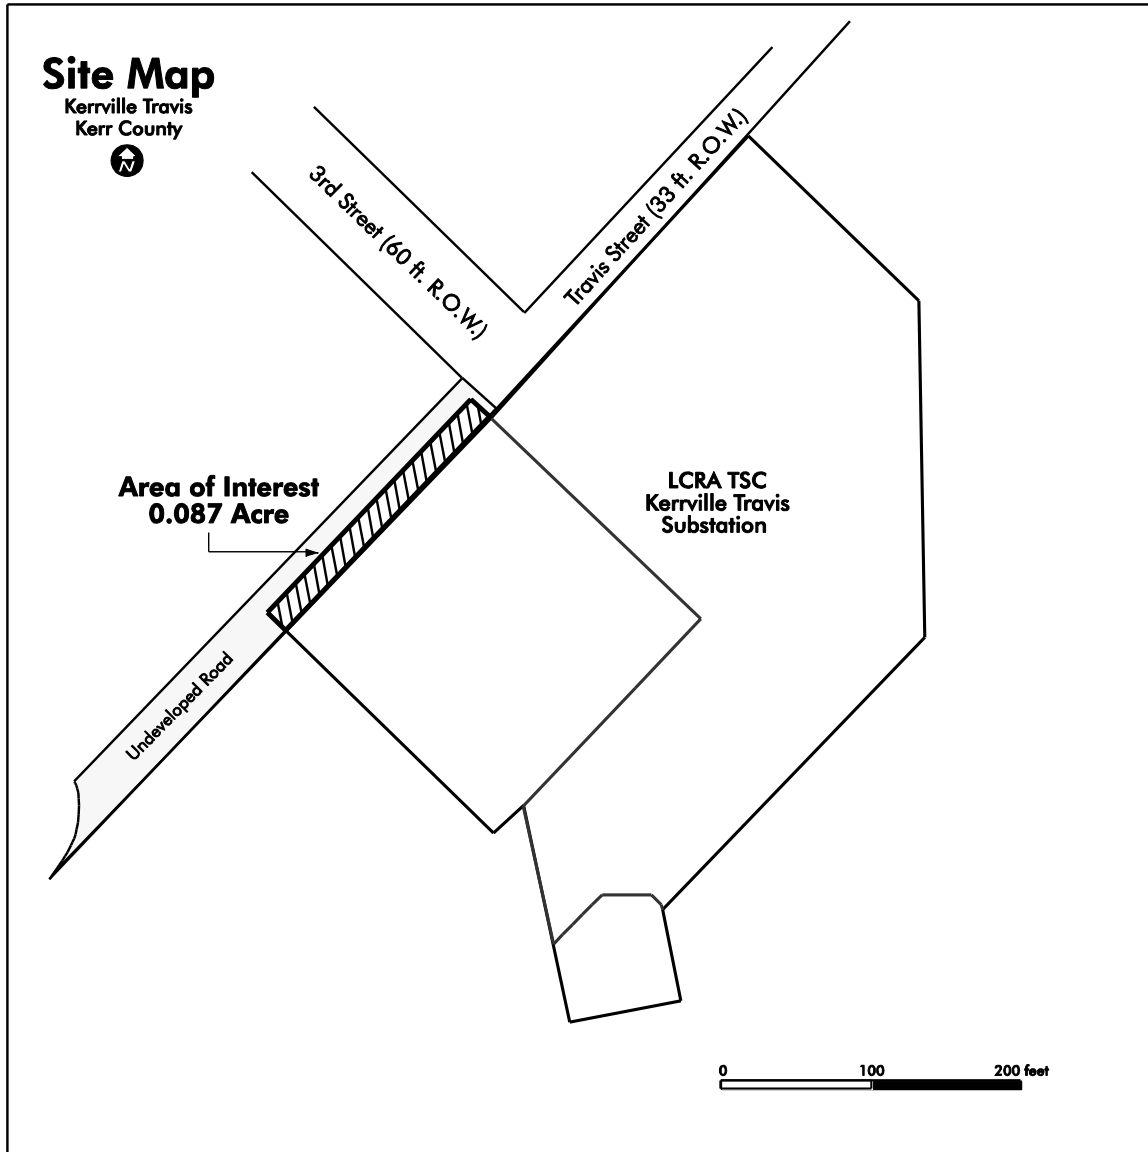 Site Map
Kerrville Travis
Kerr County
N
3rd Street (60 ft. R.O.W.)
Travis Street (33 ft. R.O.W.)
Area of Interest
0.087 Acre
LCRA TSC
Kerrville Travis
Substation
Undeveloped Road
0 100 200 feet